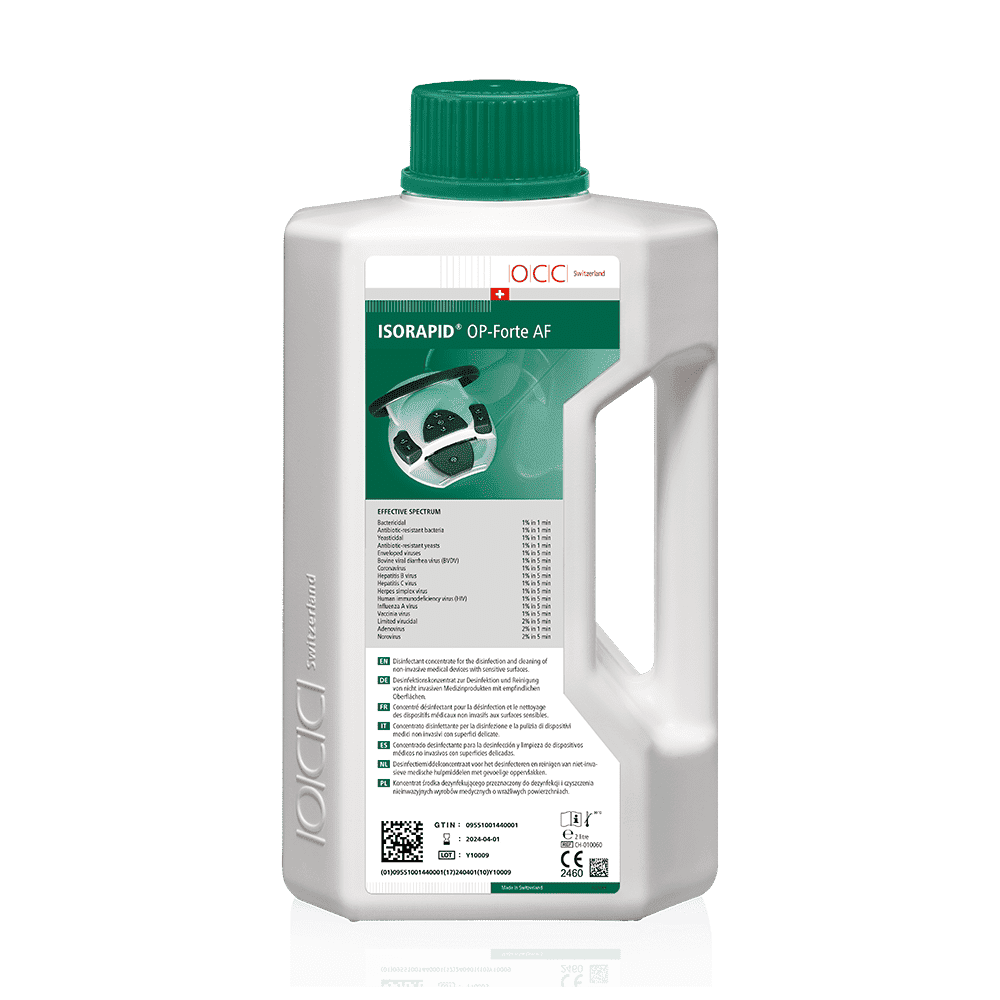 |O|C|C| Switzerland
ISORAPID® OP-Forte AF
EFFECTIVE SPECTRUM
Bactericidal 1% in 1 min
Antibiotic-resistant bacteria 1% in 1 min
Yeasticidal 1% in 1 min
Antibiotic-resistant yeasts 1% in 1 min
Enveloped viruses 1% in 5 min
Bovine viral diarrhea virus (BVDV) 1% in 5 min
Coronavirus 1% in 5 min
Hepatitis B virus 1% in 5 min
Hepatitis C virus 1% in 5 min
Herpes simplex virus 1% in 5 min
Human immunodeficiency virus (HIV) 1% in 5 min
Influenza A virus 1% in 5 min
Vaccinia virus 1% in 5 min
Limited virucidal 2% in 5 min
Adenovirus 2% in 1 min
Norovirus 2% in 5 min
EN Disinfectant concentrate for the disinfection and cleaning of
non-invasive medical devices with sensitive surfaces.
DE Desinfektionskonzentrat zur Desinfektion und Reinigung
von nicht invasiven Medizinprodukten mit empfindlichen
Oberflächen.
FR Concentré désinfectant pour la désinfection et le nettoyage
des dispositifs médicaux non invasifs aux surfaces sensibles.
IT Concentrato disinfettante per la disinfezione e la pulizia di dispositivi
medici non invasivi con superfici delicate.
ES Concentrado desinfectante para la desinfección y limpieza de dispositivos
médicos no invasivos con superficies delicadas.
NL Desinfectiemiddelconcentraat voor het desinfecteren en reinigen van niet-inva-
sieve medische hulpmiddelen met gevoelige oppervlakken.
PL Koncentrat środka dezynfekującego przeznaczony do dezynfekcji i czyszczenia
nieinwazyjnych wyrobów medycznych o wrażliwych powierzchniach.
GTIN: 09551001440001
: 2024-04-01
LOT : Y10009
(01)09551001440001(17)240401(10)Y10009
℮ 2 litre
REF CH-010060
CE
2460
Made in Switzerland
|O|C|C| Switzerland